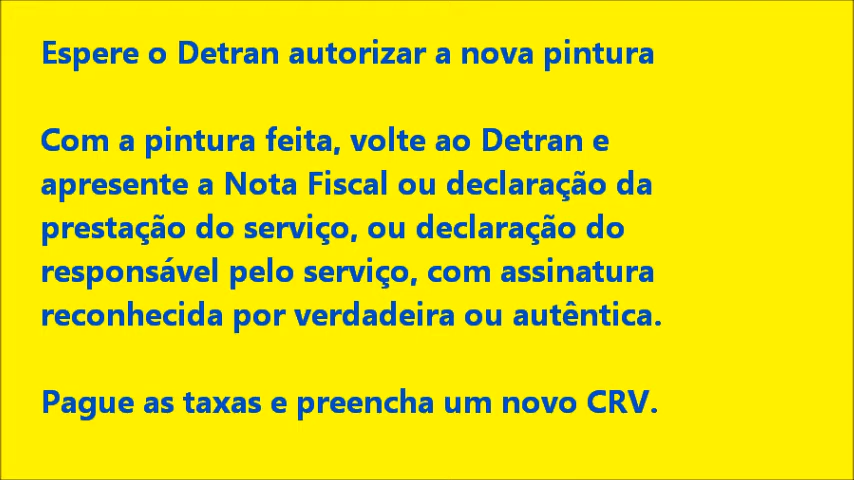 Espere o Detran autorizar a nova pintura
Com a pintura feita, volte ao Detran e
apresente a Nota Fiscal ou declaração da
prestação do serviço, ou declaração do
responsável pelo serviço, com assinatura
reconhecida por verdadeira ou autêntica.
Pague as taxas e preencha um novo CRV.